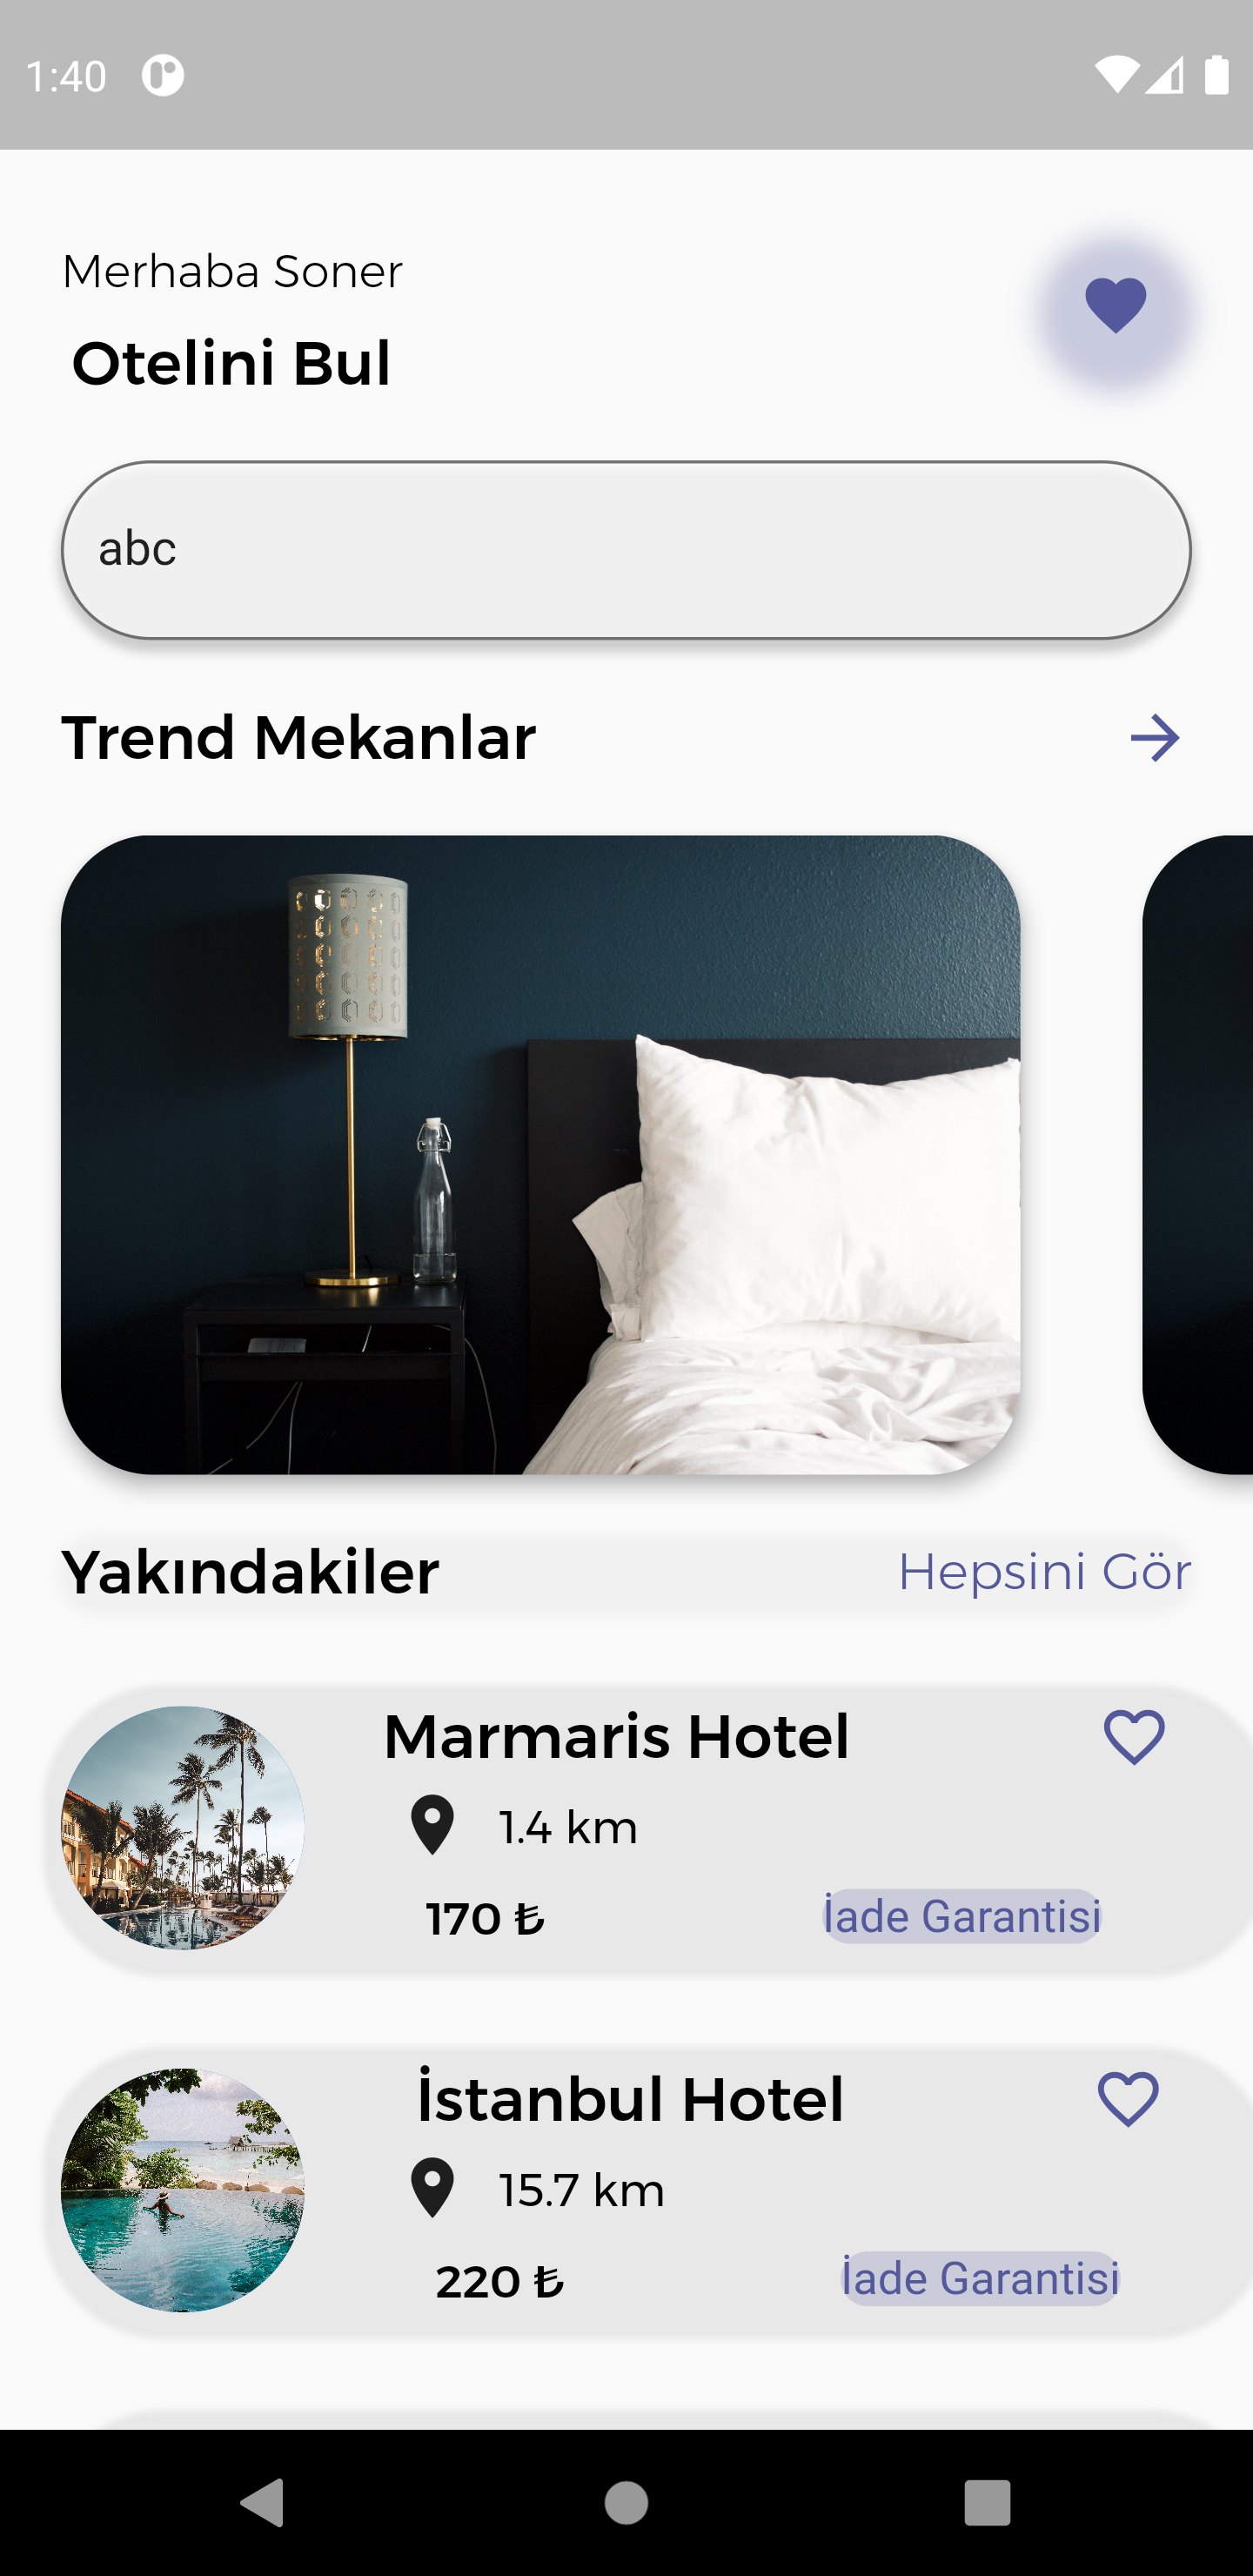 1:40
Merhaba Soner
Otelini Bul
abc
Trend Mekanlar
Yakındakiler
Hepsini Gör
Marmaris Hotel
1.4 km
170 ₺
İade Garantisi
İstanbul Hotel
15.7 km
220 ₺
İade Garantisi